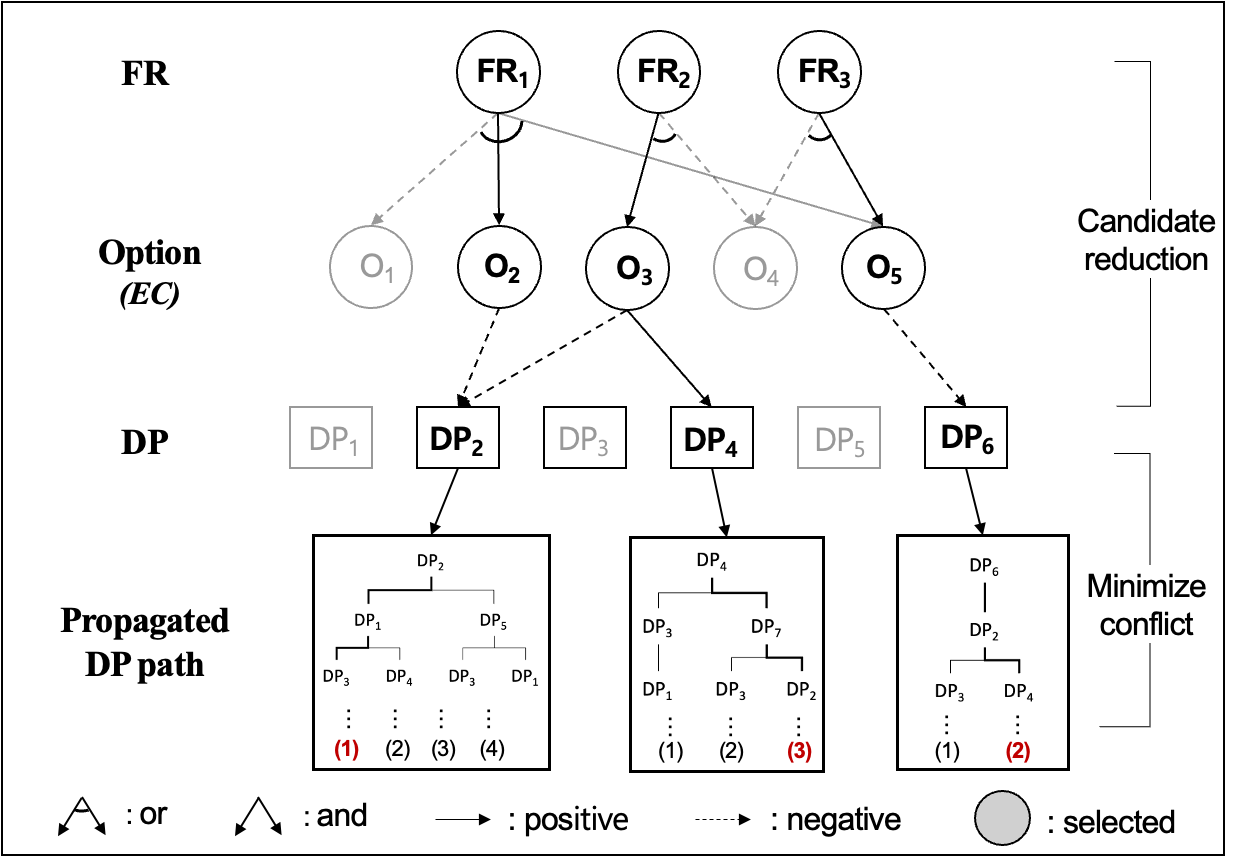 FR
FR1
FR2
FR3
Candidate
reduction
Option
(EC)
O1
O2
O3
O4
O5
DP
DP1
DP2
DP3
DP4
DP5
DP6
Minimize
conflict
Propagated
DP path
DP2
DP1 DP5
DP3 DP4 DP3 DP1
(1) (2) (3) (4)
DP4
DP3 DP7
DP1 DP3 DP2
(1) (2) (3)
DP6
DP2
DP3 DP4
(1) (2)
: or
: and
: positive
: negative
: selected